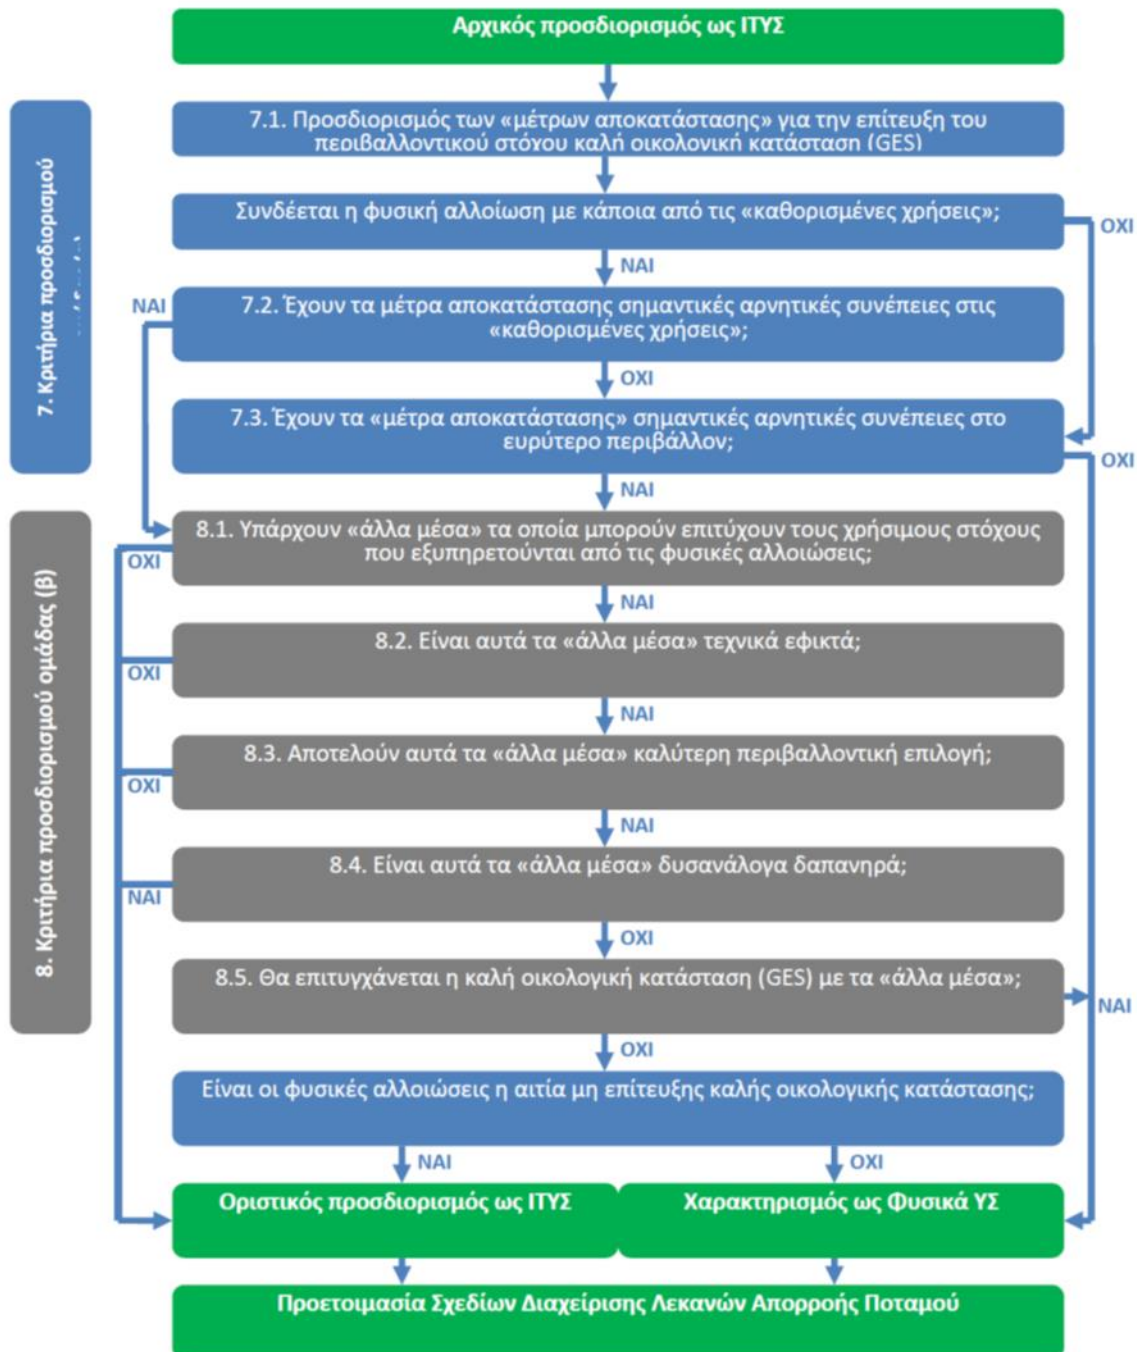 Αρχικός προσδιορισμός ως ΙΤΥΣ
7.1. Προσδιορισμός των «μέτρων αποκατάστασης» για την επίτευξη του
περιβαλλοντικού στόχου καλή οικολογική κατάσταση (GES)
Συνδέεται η φυσική αλλοίωση με κάποια από τις «καθορισμένες χρήσεις»;
ΟΧΙ
ΝΑΙ
7. Κριτήρια προσδιορισμού
ΝΑΙ
7.2. Έχουν τα μέτρα αποκατάστασης σημαντικές αρνητικές συνέπειες στις
«καθορισμένες χρήσεις»;
ΟΧΙ
7.3. Έχουν τα «μέτρα αποκατάστασης» σημαντικές αρνητικές συνέπειες στο
ευρύτερο περιβάλλον;
ΟΧΙ
ΝΑΙ
8. Κριτήρια προσδιορισμού ομάδας (β)
8.1. Υπάρχουν «άλλα μέσα» τα οποία μπορούν επιτύχουν τους χρήσιμους στόχους
που εξυπηρετούνται από τις φυσικές αλλοιώσεις;
ΟΧΙ
ΝΑΙ
8.2. Είναι αυτά τα «άλλα μέσα» τεχνικά εφικτά;
ΟΧΙ
ΝΑΙ
8.3. Αποτελούν αυτά τα «άλλα μέσα» καλύτερη περιβαλλοντική επιλογή;
ΟΧΙ
ΝΑΙ
8.4. Είναι αυτά τα «άλλα μέσα» δυσανάλογα δαπανηρά;
ΝΑΙ
ΟΧΙ
8.5. Θα επιτυγχάνεται η καλή οικολογική κατάσταση (GES) με τα «άλλα μέσα»;
ΝΑΙ
ΟΧΙ
Είναι οι φυσικές αλλοιώσεις η αιτία μη επίτευξης καλής οικολογικής κατάστασης;
ΝΑΙ
ΟΧΙ
Οριστικός προσδιορισμός ως ΙΤΥΣ
Χαρακτηρισμός ως Φυσικά ΥΣ
Προετοιμασία Σχεδίων Διαχείρισης Λεκανών Απορροής Ποταμού